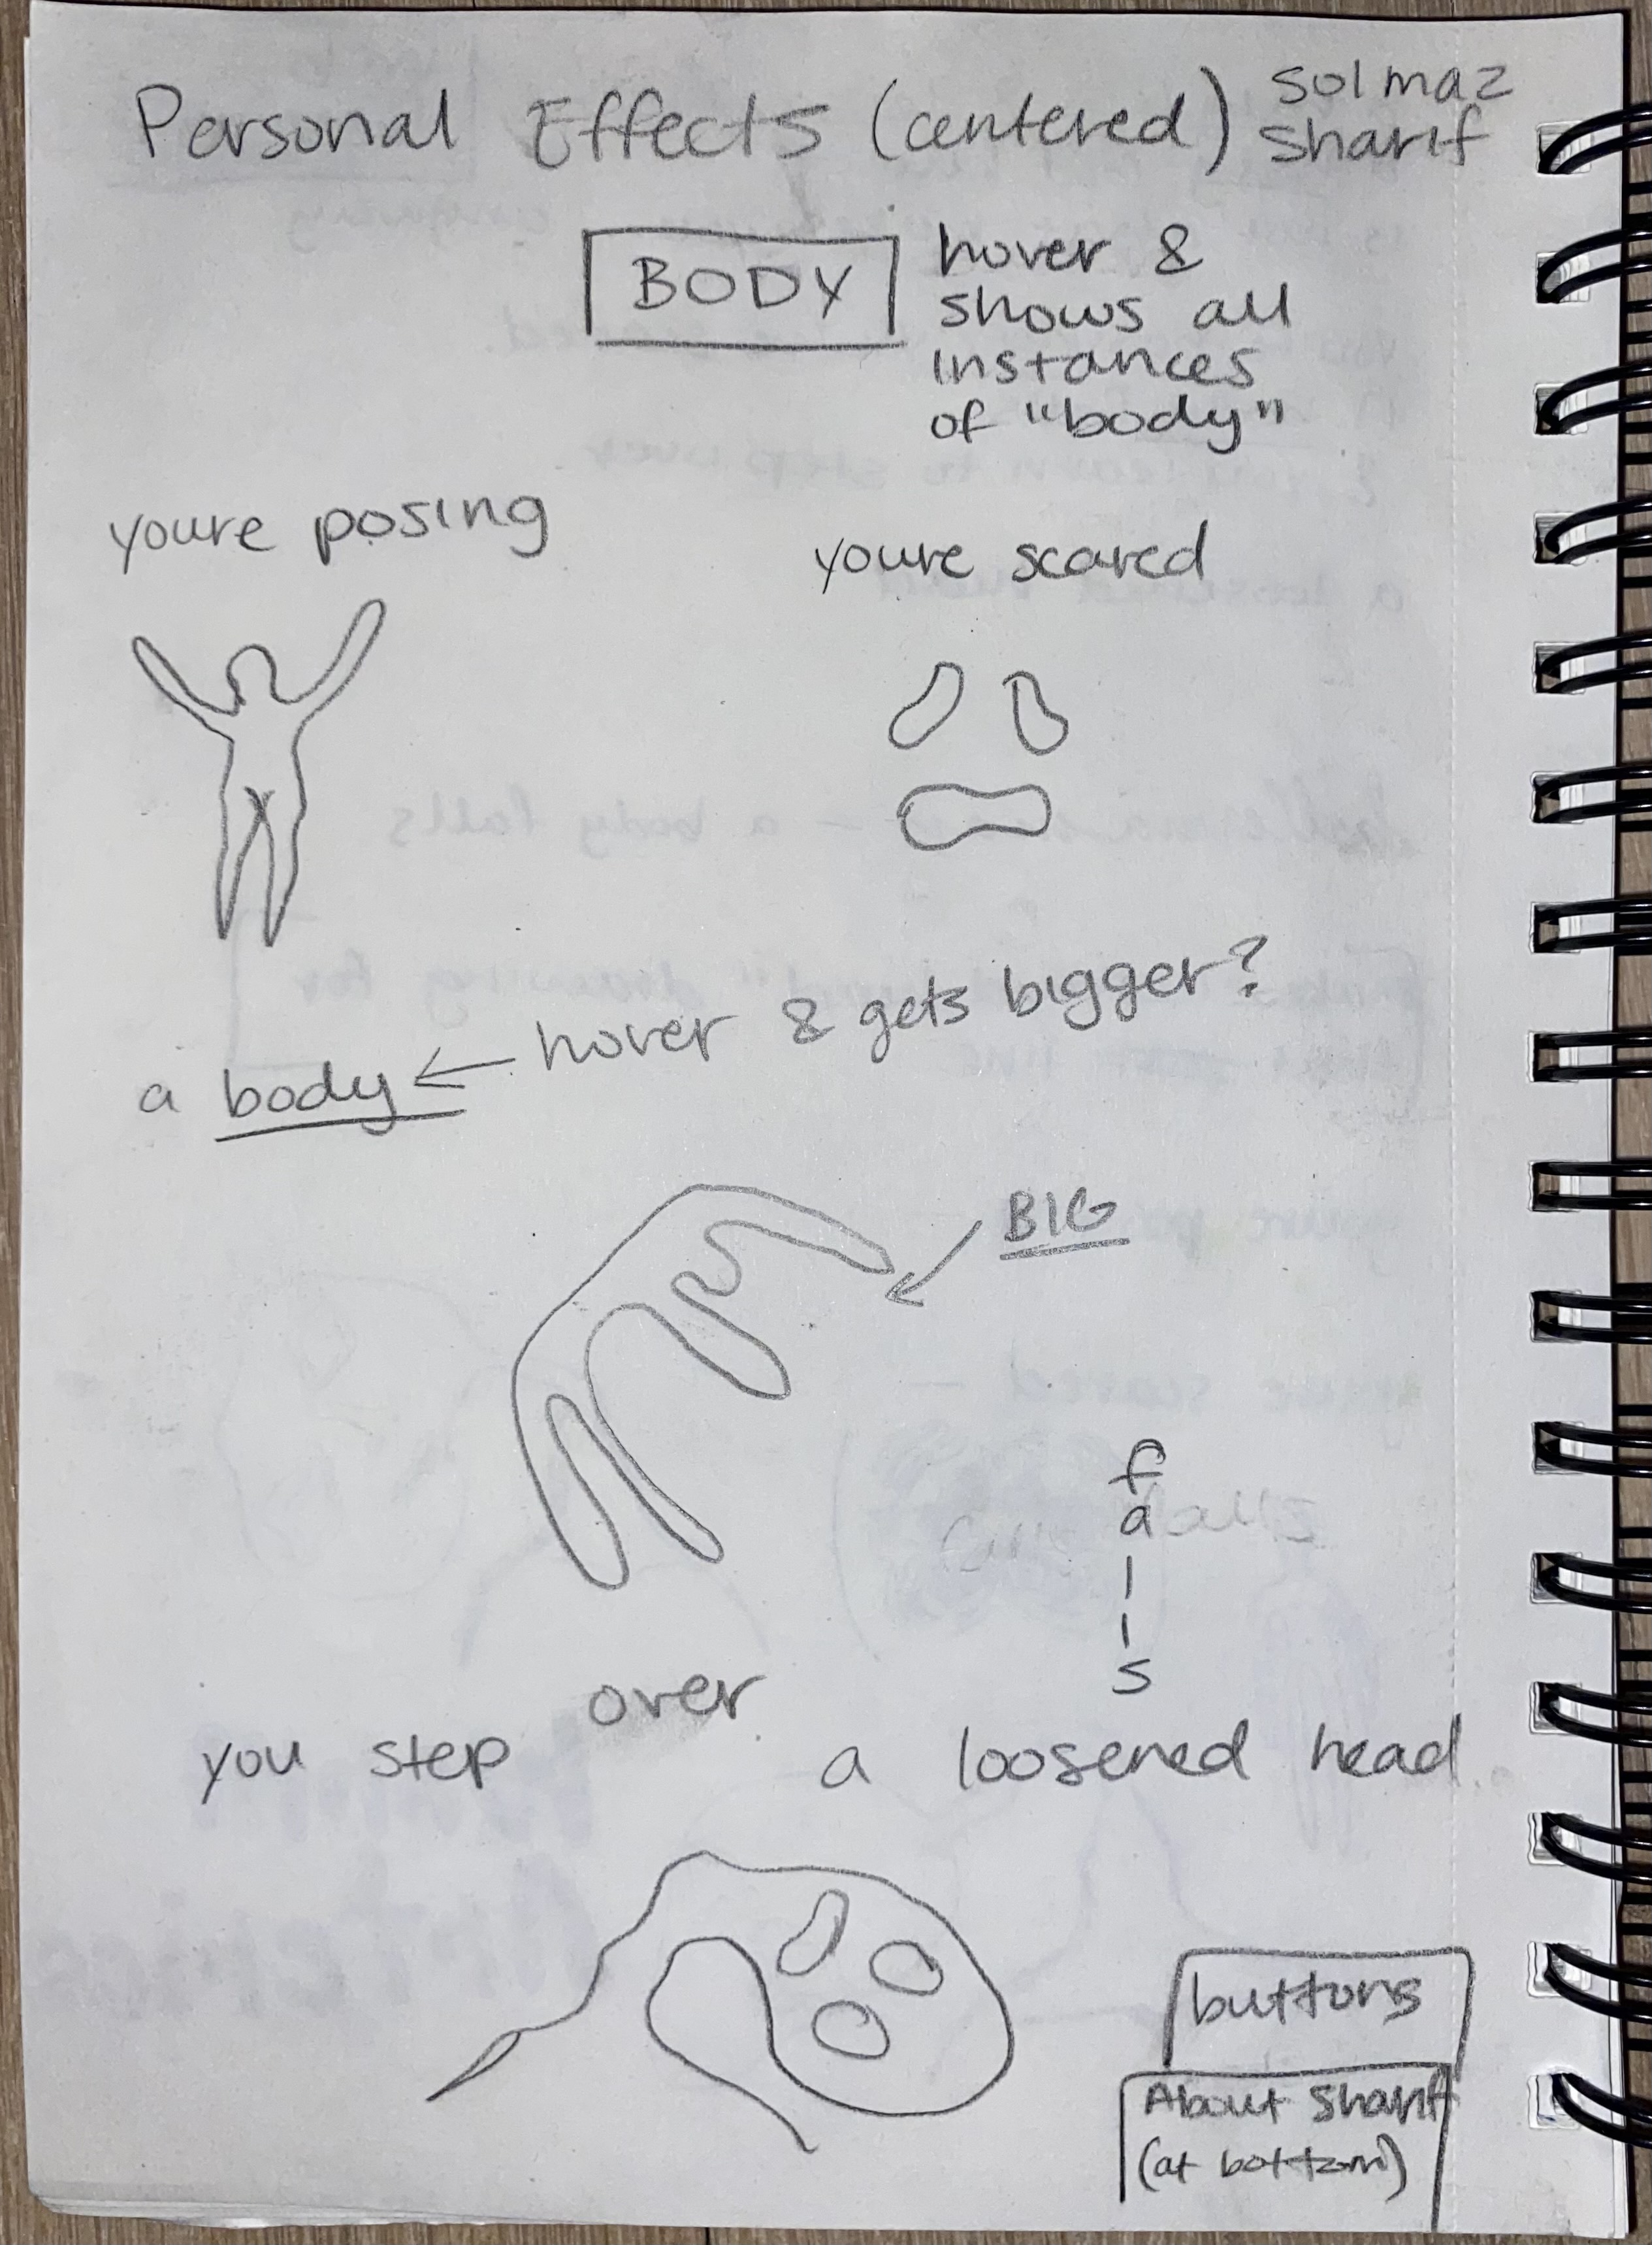 Personal Effects (centered) Solmaz
Sharif
BODY
hover &
shows all
instances
of "body"
youre posing
youre scared
hover & gets bigger?
a body
BIG
f
a
l
l
s
over
you step a loosened head
buttons
About Sharif
(at bottom)